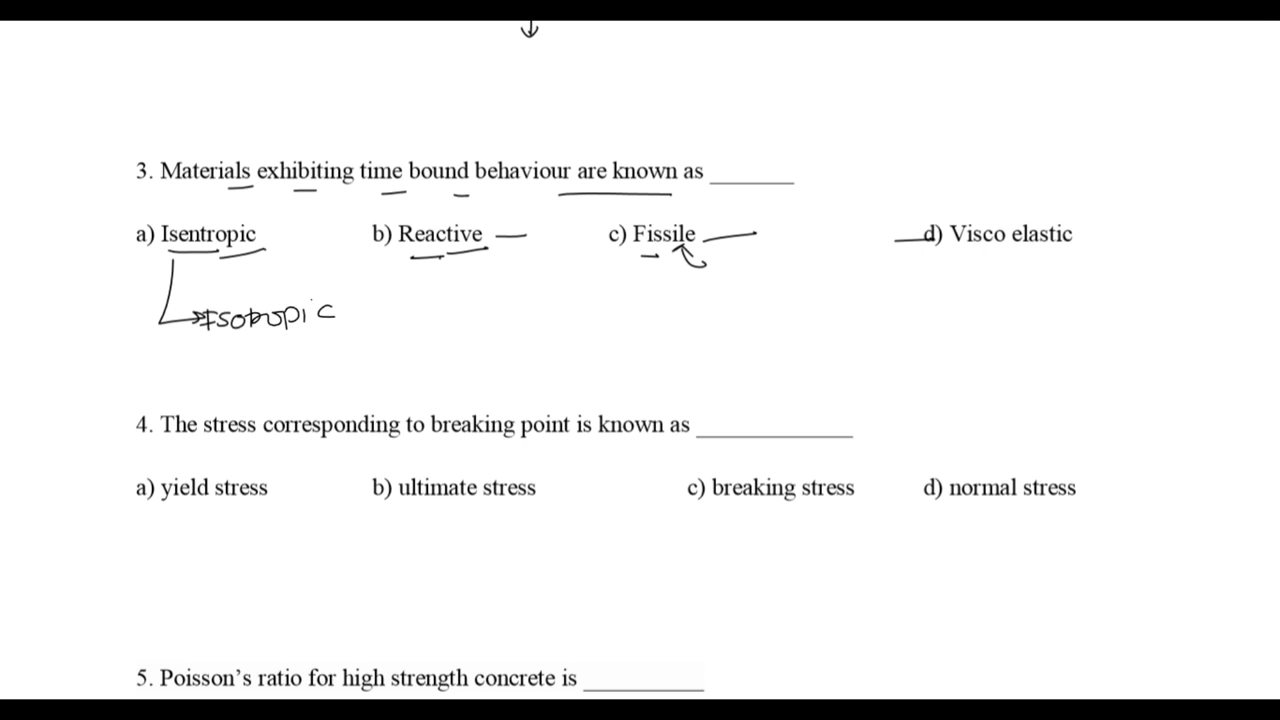 3. Materials exhibiting time bound behaviour are known as ________
a) Isentropic b) Reactive c) Fissile d) Visco elastic
Isotropic
4. The stress corresponding to breaking point is known as ______________
a) yield stress b) ultimate stress c) breaking stress d) normal stress
5. Poisson’s ratio for high strength concrete is ___________